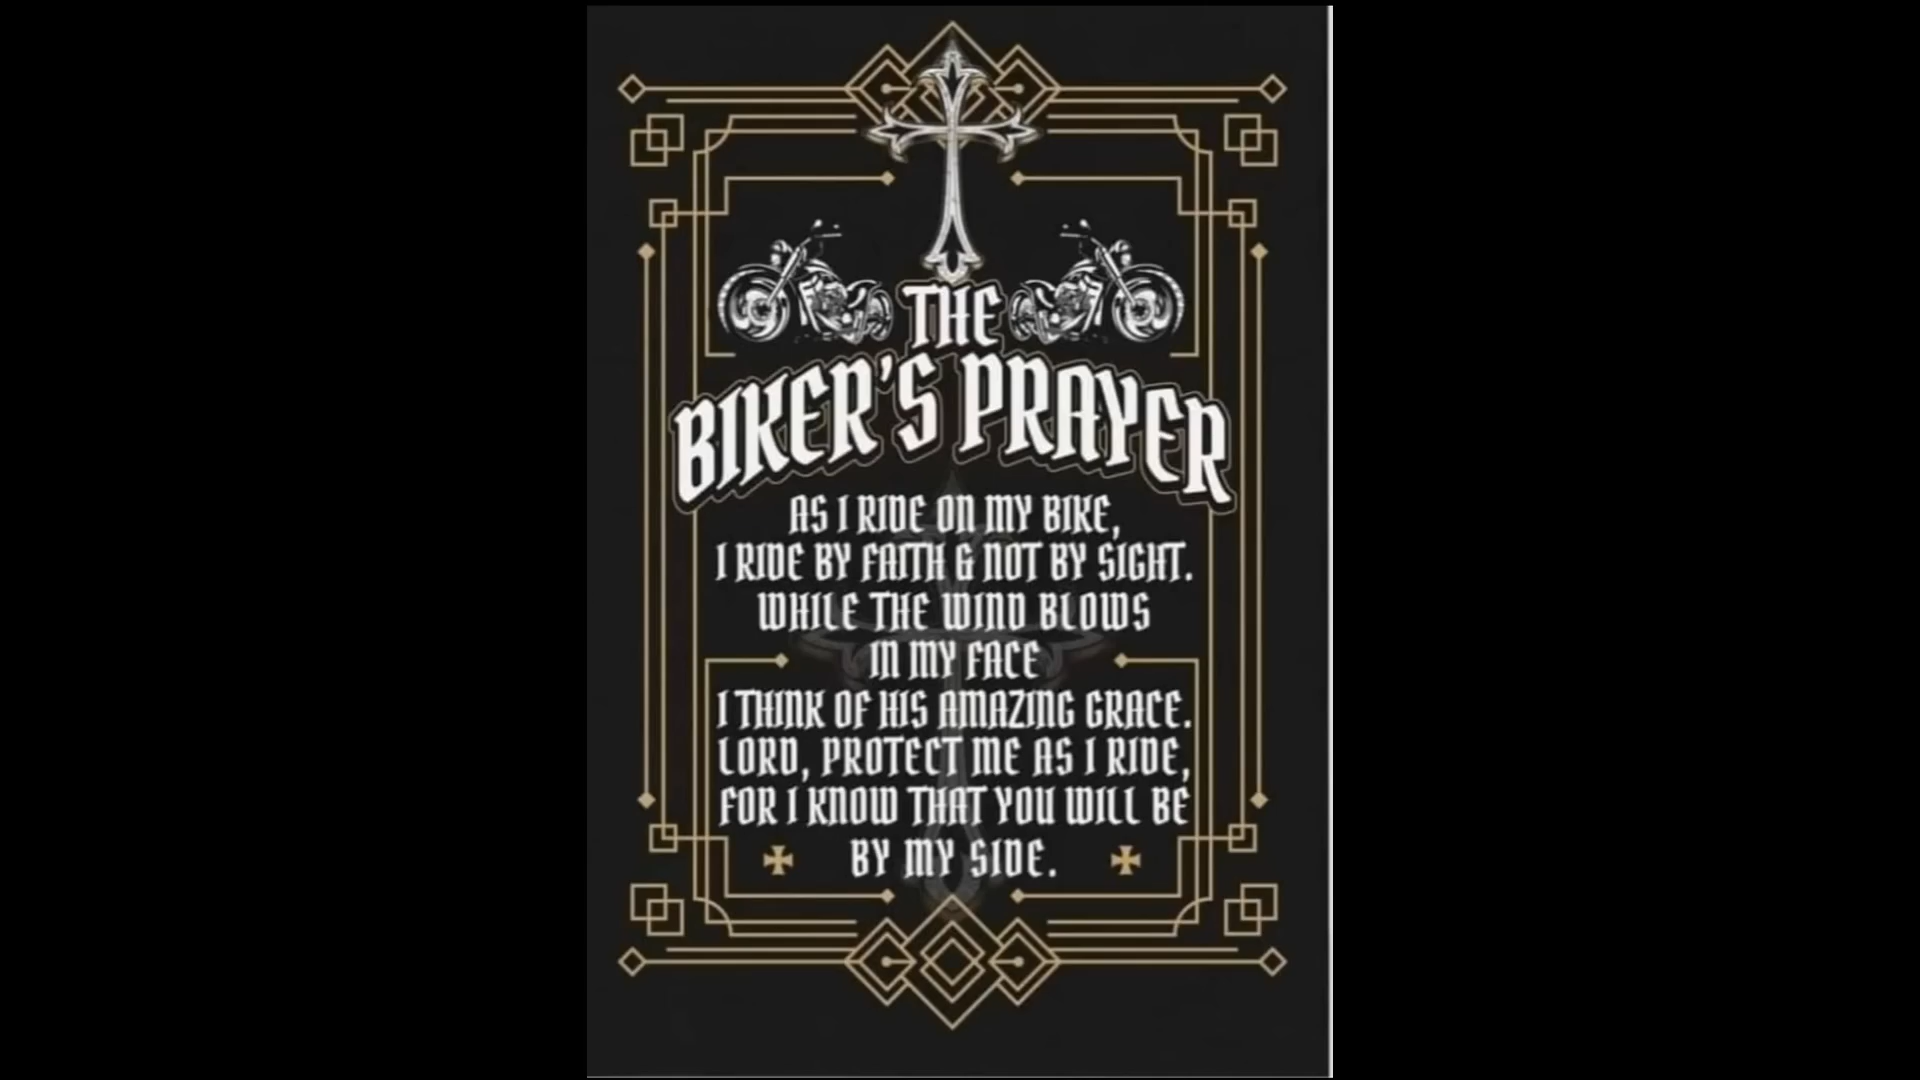 THE
BIKER'S PRAYER
AS I RIDE ON MY BIKE,
I RIDE BY FAITH & NOT BY SIGHT.
WHILE THE WIND BLOWS
IN MY FACE
I THINK OF HIS AMAZING GRACE.
LORD, PROTECT ME AS I RIDE,
FOR I KNOW THAT YOU WILL BE
BY MY SIDE.